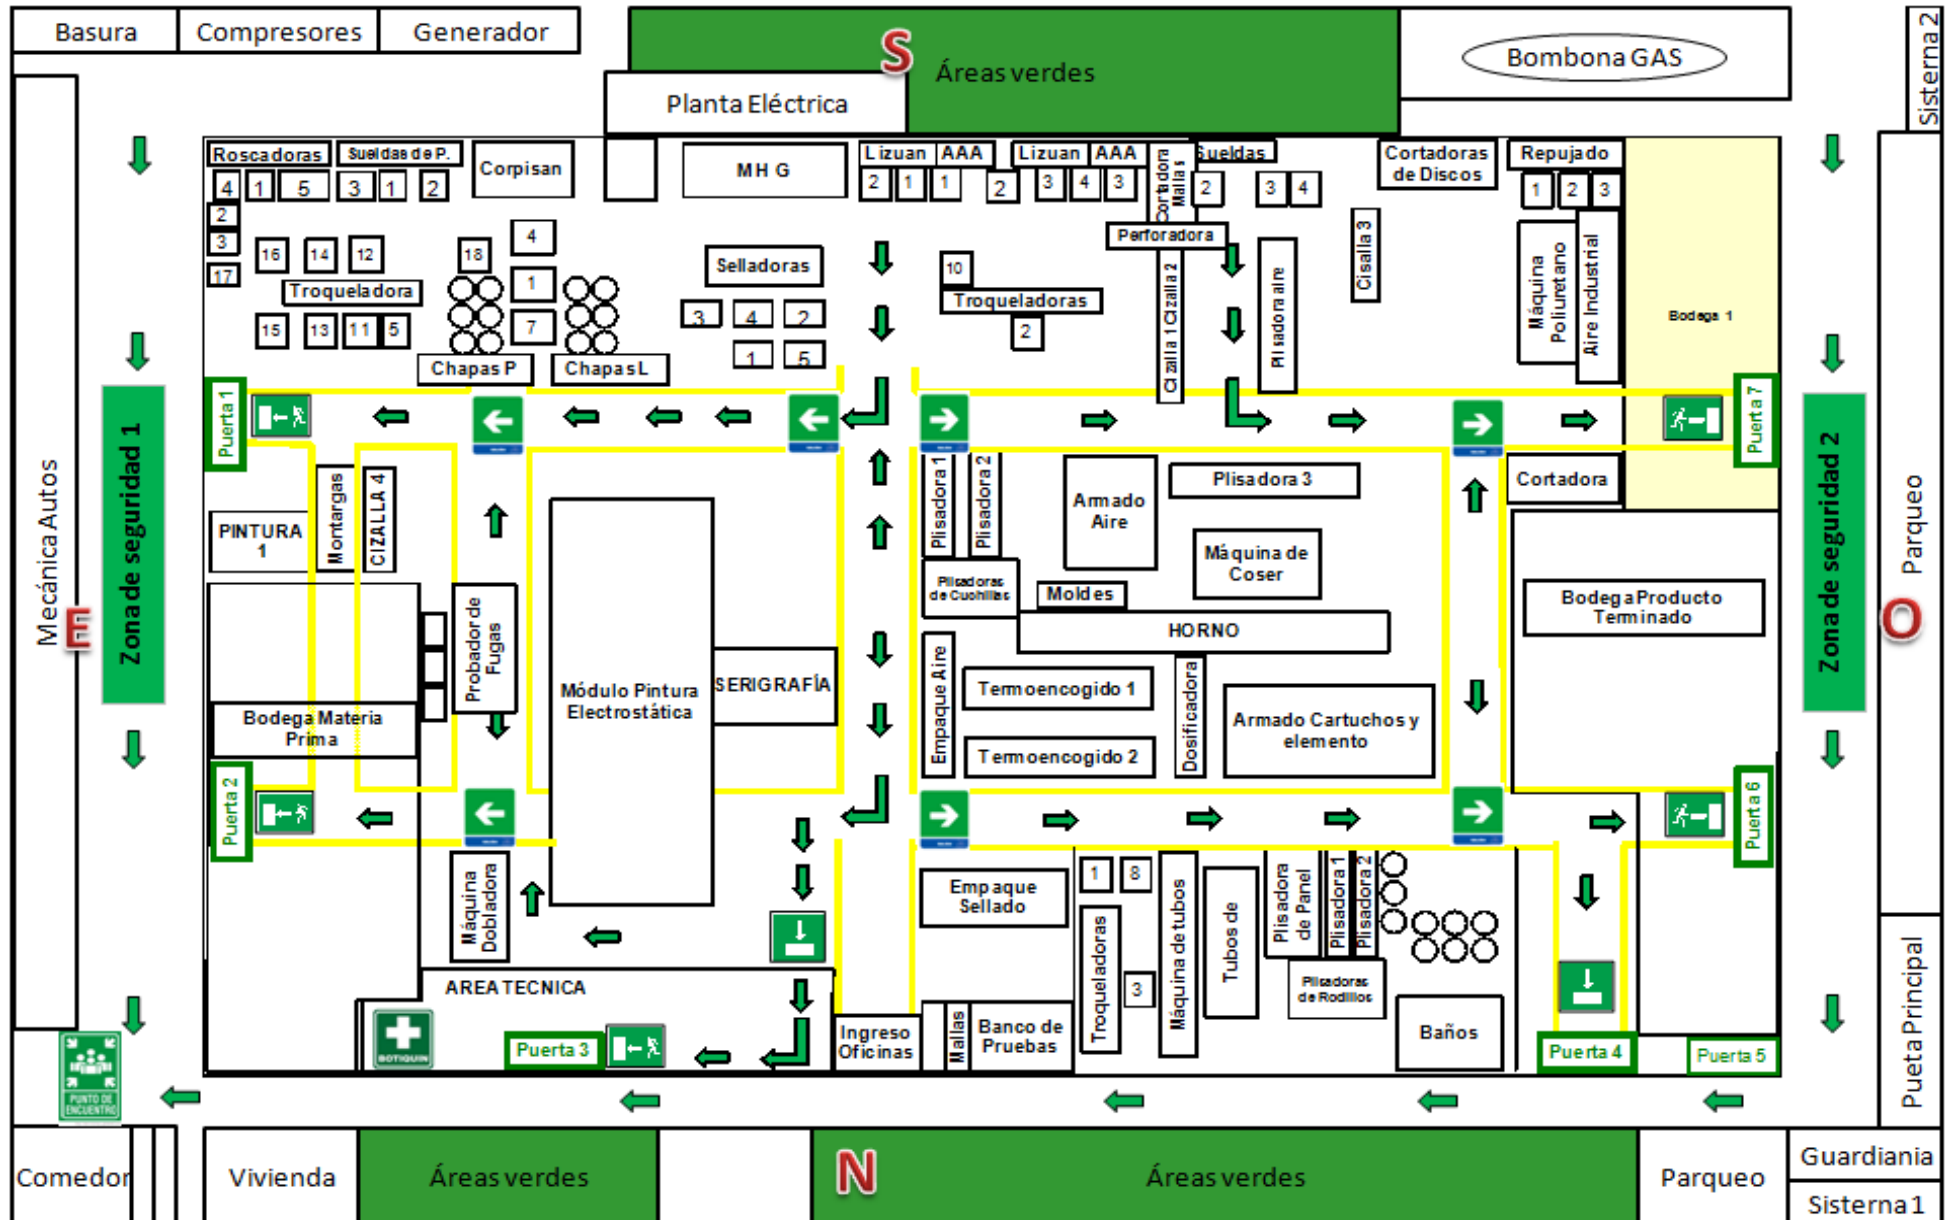 Basura
Compresores
Generador
S
Áreas verdes
Planta Eléctrica
Bombona GAS
Sisterna 2
Roscadoras
4 1 5
2
3
17
Sueldas de P.
3 1 2
Corpisan
MH G
Lizuan AAA
2 1 1
2
Lizuan AAA
3 4 3
Cortadora
Mallas
Sueldas
2 3 4
Cortadoras
de Discos
Repujado
1 2 3
16 14 12
Troqueladora
15 13 11 5
18
4
1
7
Chapas P
Chapas L
Selladoras
3 4 2
1 5
10
Troqueladoras
2
Perforadora
Cizalla 1 Cizalla 2
Plisadora aire
Cisalla 3
Máquina
Poliuretano
Aire Industrial
Bodega 1
Puerta 1
Puerta 7
Zona de seguridad 1
Zona de seguridad 2
Mecánica Autos
E
Parqueo
O
PINTURA
1
Montargas
CIZALLA 4
Plisadora 1
Plisadora 2
Armado
Aire
Plisadora 3
Cortadora
Máquina de
Coser
Plisadoras
de Cuchillas
Moldes
HORNO
Bodega Producto
Terminado
Probador de
Fugas
Módulo Pintura
Electrostática
SERIGRAFÍA
Empaque Aire
Termoencogido 1
Termoencogido 2
Dosificadora
Armado Cartuchos y
elemento
Bodega Materia
Prima
Puerta 2
Puerta 6
Máquina
Dobladora
Empaque
Sellado
1 8
Troqueladoras
3
Máquina de tubos
Tubos de
Plisadora
de Panel
Plisadora 1
Plisadora 2
Plisadoras
de Rodillos
Baños
AREA TECNICA
BOTIQUIN
Puerta 3
Ingreso
Oficinas
Mallas
Banco de
Pruebas
Puerta 4
Puerta 5
Pueta Principal
PUNTO DE
ENCUENTRO
Comedor
Vivienda
Áreas verdes
N
Áreas verdes
Parqueo
Guardiania
Sisterna 1